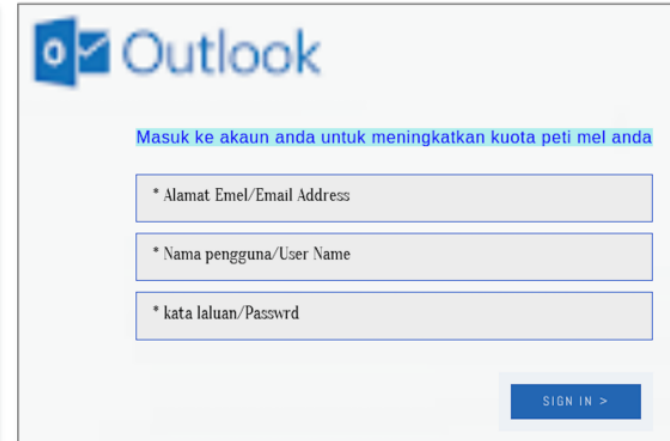 Outlook
Masuk ke akaun anda untuk meningkatkan kuota peti mel anda
* Alamat Emel/Email Address
* Nama pengguna/User Name
* kata laluan/Passwrd
SIGN IN >